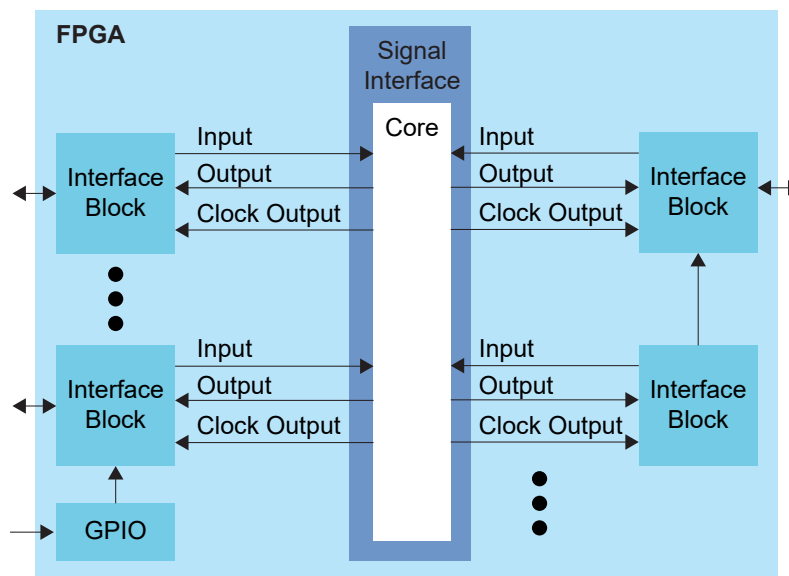 FPGA
Signal
Interface
Core
Interface
Block
Input
Output
Clock Output
Input
Output
Clock Output
Interface
Block
Interface
Block
Input
Output
Clock Output
Input
Output
Clock Output
Interface
Block
GPIO